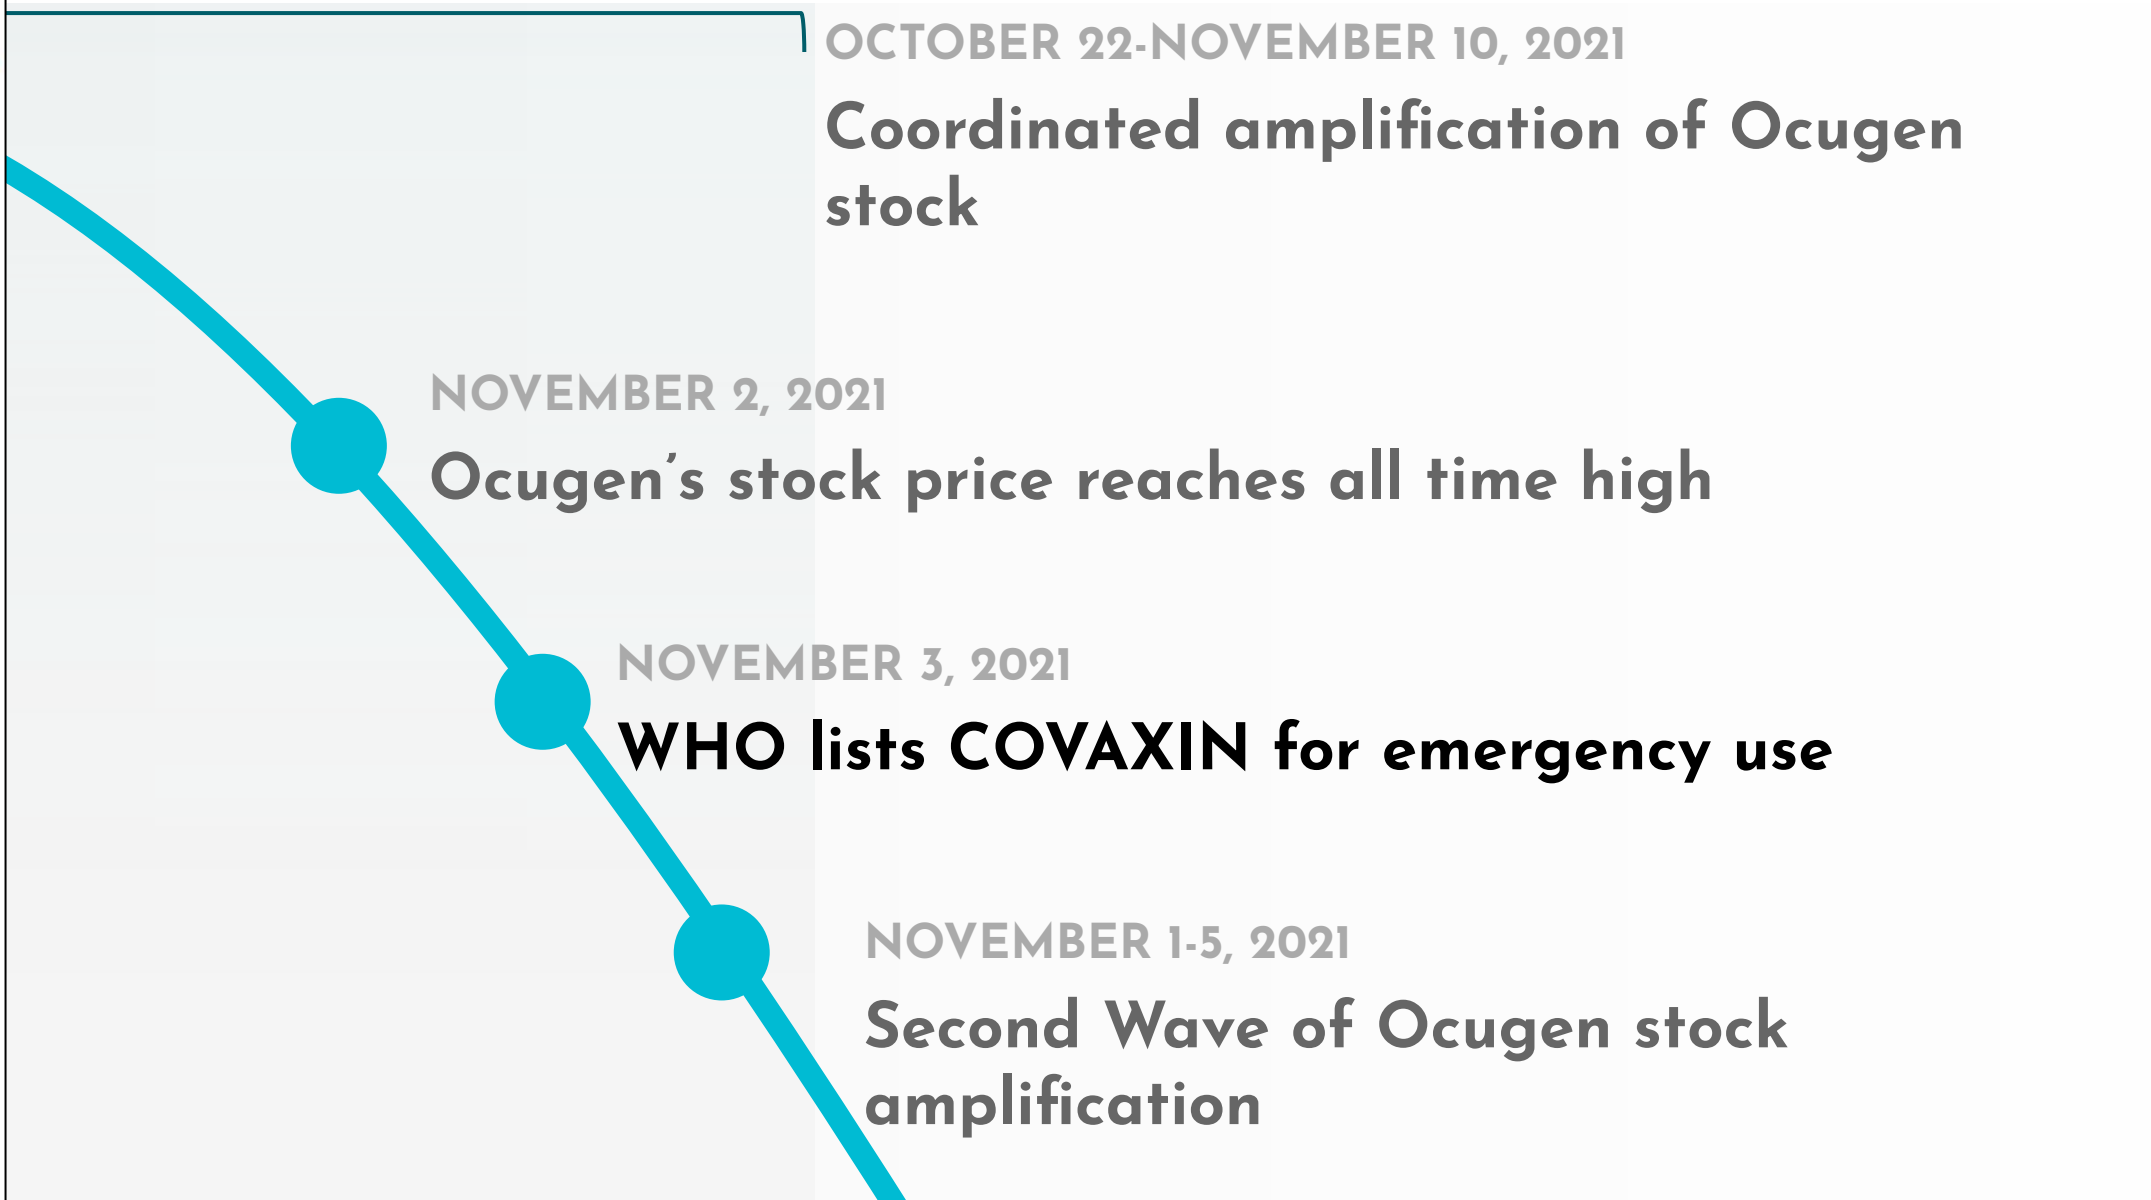 OCTOBER 22-NOVEMBER 10, 2021
Coordinated amplification of Ocugen
stock
NOVEMBER 2, 2021
Ocugen’s stock price reaches all time high
NOVEMBER 3, 2021
WHO lists COVAXIN for emergency use
NOVEMBER 1-5, 2021
Second Wave of Ocugen stock
amplification